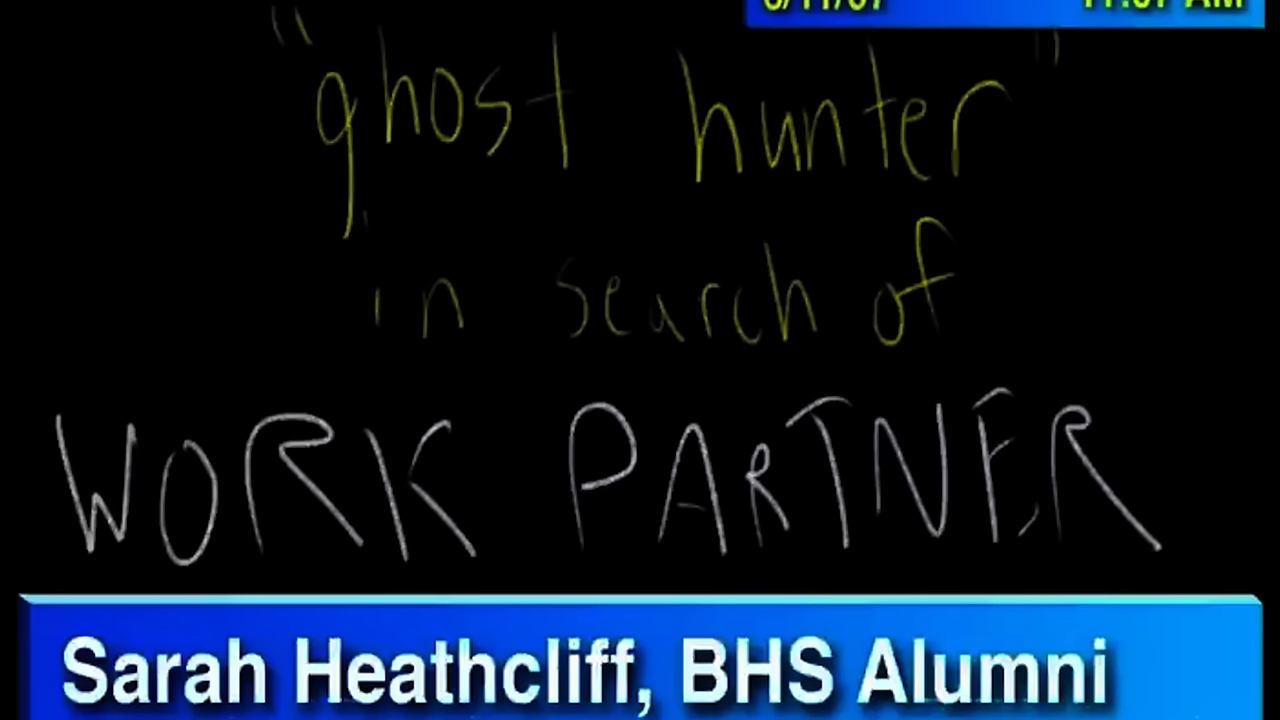 "ghost hunter"
in search of
WORK PARTNER
Sarah Heathcliff, BHS Alumni